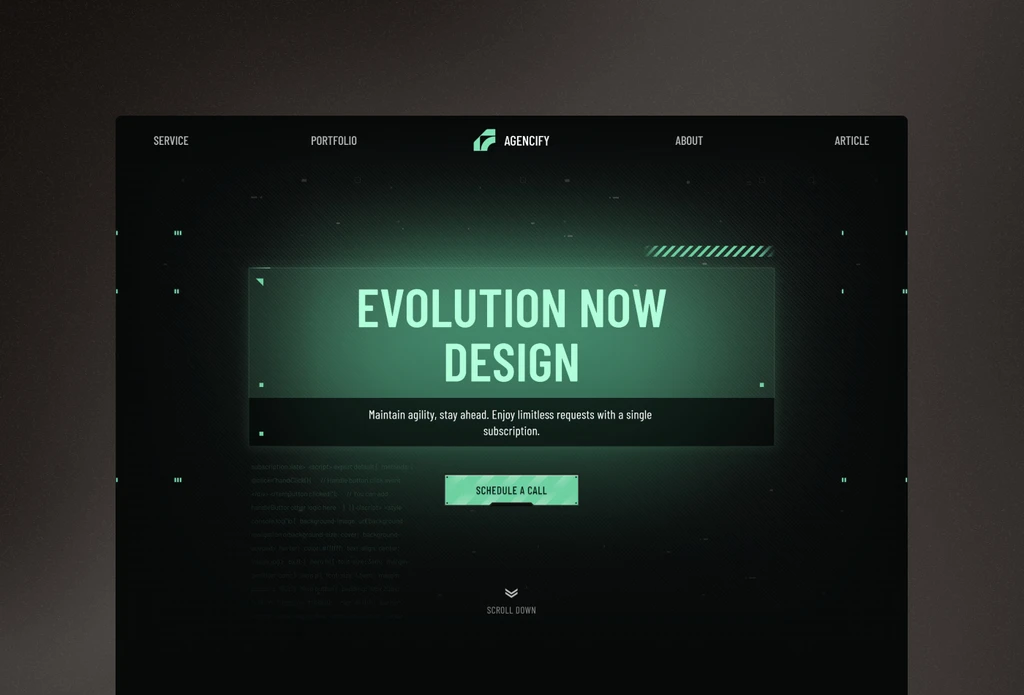 SERVICE
PORTFOLIO
AGENCIFY
ABOUT
ARTICLE
EVOLUTION NOW
DESIGN
Maintain agility, stay ahead. Enjoy limitless requests with a single
subscription.
SCHEDULE A CALL
SCROLL DOWN